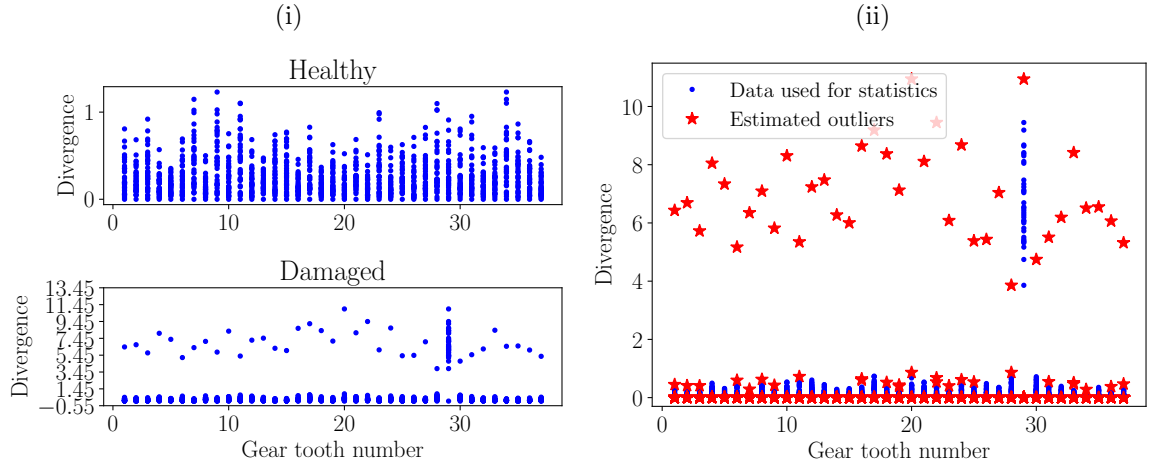 (i)
Healthy
Divergence
1
0
0 10 20 30
Damaged
Divergence
13.45
11.45
9.45
7.45
5.45
3.45
1.45
−0.55
0 10 20 30
Gear tooth number
(ii)
Data used for statistics
Estimated outliers
Divergence
10
8
6
4
2
0
0 10 20 30
Gear tooth number